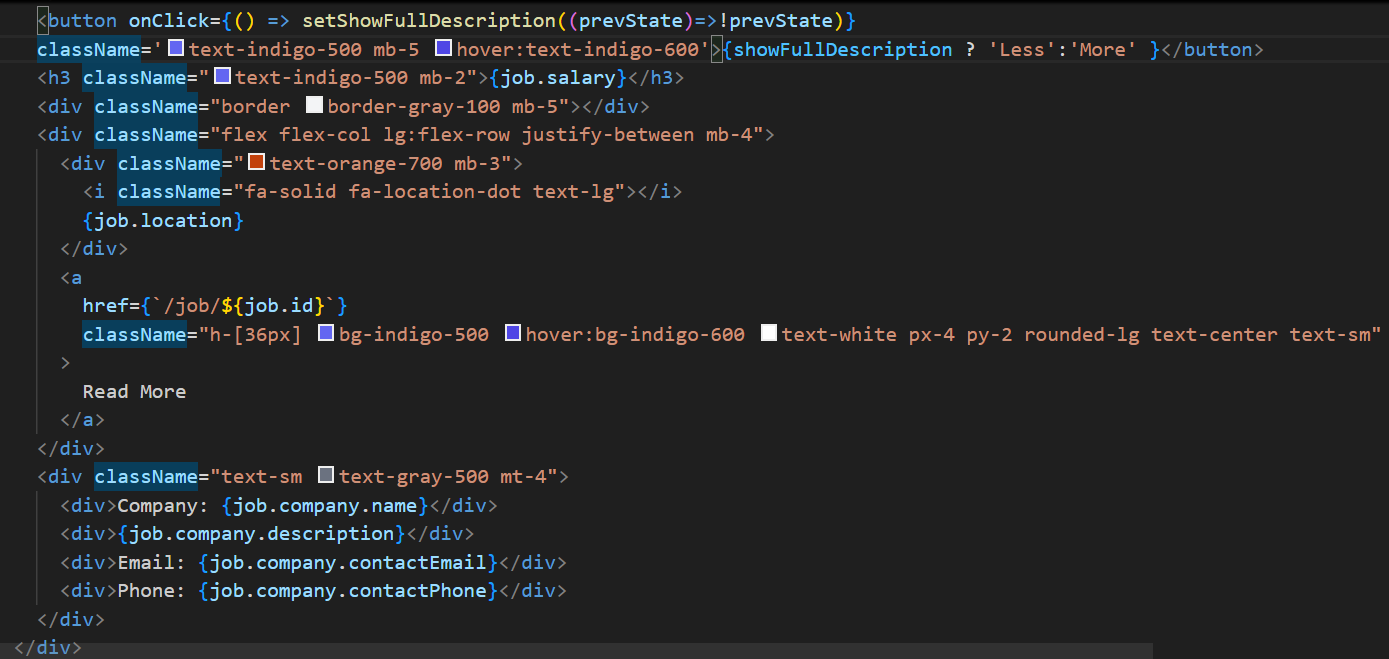 <button onClick={() => setShowFullDescription((prevState)=>!prevState)}
className='text-indigo-500 mb-5 hover:text-indigo-600'>{showFullDescription ? 'Less':'More' }</button>
<h3 className="text-indigo-500 mb-2">{job.salary}</h3>
<div className="border border-gray-100 mb-5"></div>
<div className="flex flex-col lg:flex-row justify-between mb-4">
<div className="text-orange-700 mb-3">
<i className="fa-solid fa-location-dot text-lg"></i>
{job.location}
</div>
<a
href={`/job/${job.id}`}
className="h-[36px] bg-indigo-500 hover:bg-indigo-600 text-white px-4 py-2 rounded-lg text-center text-sm"
>
Read More
</a>
</div>
<div className="text-sm text-gray-500 mt-4">
<div>Company: {job.company.name}</div>
<div>{job.company.description}</div>
<div>Email: {job.company.contactEmail}</div>
<div>Phone: {job.company.contactPhone}</div>
</div>
</div>